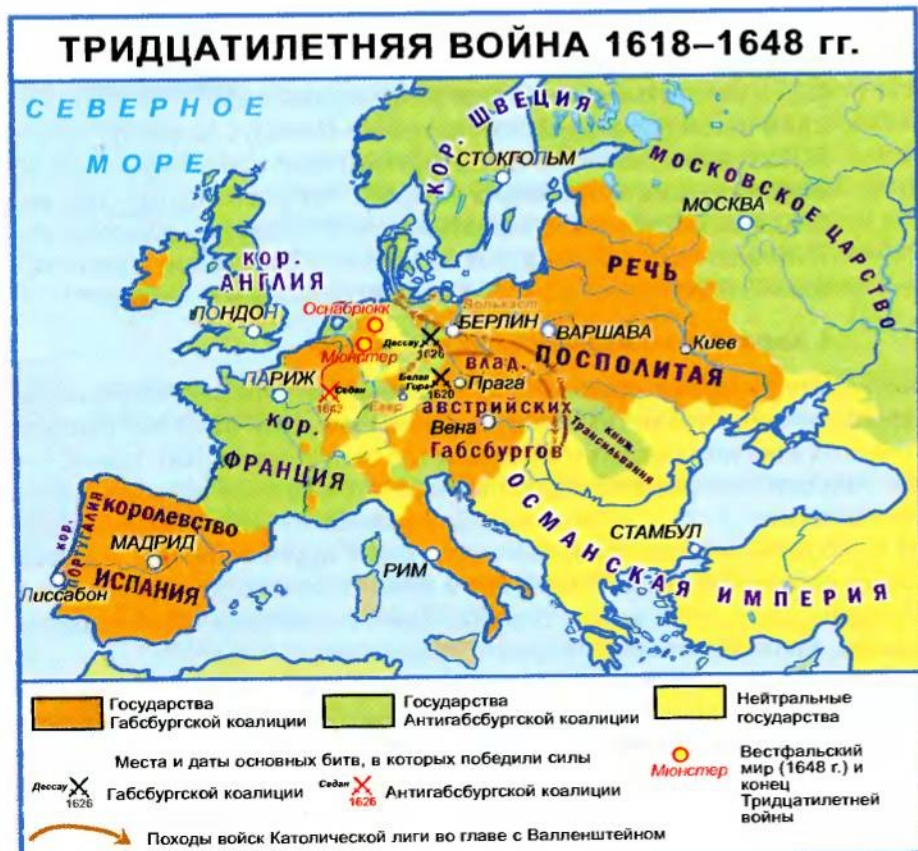 ТРИДЦАТИЛЕТНЯЯ ВОЙНА 1618–1648 гг.
СЕВЕРНОЕ
МОРЕ
КОР. ШВЕЦИЯ
СТОКГОЛЬМ
МОСКОВСКОЕ ЦАРСТВО
МОСКВА
кор.
АНГЛИЯ
ЛОНДОН
Оснабрюкк
Мюнстер
Вольгаст
БЕРЛИН
Дессау
1626
РЕЧЬ
ПОСПОЛИТАЯ
ВАРШАВА
Киев
ПАРИЖ
Седан
1642
Белая
Гора
1620
Прага
влад.
австрийских
Габсбургов
Вена
кор.
ФРАНЦИЯ
княж.
Трансильвания
кор.
ПОРТУГАЛИЯ
Лиссабон
королевство
ИСПАНИЯ
МАДРИД
РИМ
СТАМБУЛ
ОСМАНСКАЯ ИМПЕРИЯ
Государства
Габсбургской коалиции
Государства
Антигабсбургской коалиции
Нейтральные
государства
Места и даты основных битв, в которых победили силы
Дессау
1626
Габсбургской коалиции
Седан
1626
Антигабсбургской коалиции
Мюнстер
Вестфальский
мир (1648 г.) и
конец
Тридцатилетней
войны
Походы войск Католической лиги во главе с Валленштейном